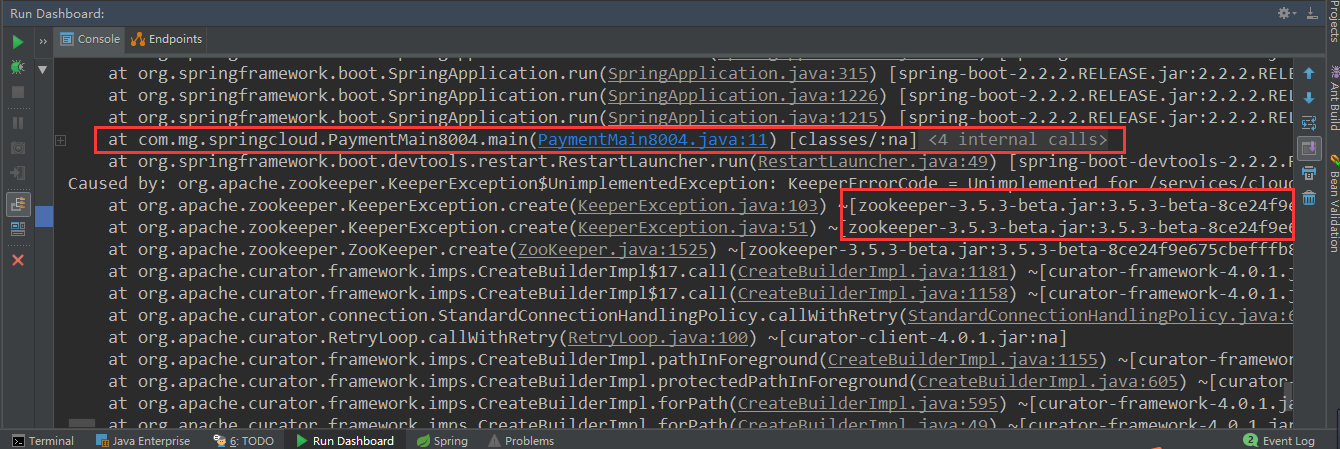 Run Dashboard:
Console Endpoints
at org.springframework.boot.SpringApplication.run(SpringApplication.java:315) [spring-boot-2.2.2.RELEASE.jar:2.2.2.REL
at org.springframework.boot.SpringApplication.run(SpringApplication.java:1226) [spring-boot-2.2.2.RELEASE.jar:2.2.2.RE
at org.springframework.boot.SpringApplication.run(SpringApplication.java:1215) [spring-boot-2.2.2.RELEASE.jar:2.2.2.RE
at com.mg.springcloud.PaymentMain8004.main(PaymentMain8004.java:11) [classes/:na] <4 internal calls>
at org.springframework.boot.devtools.restart.RestartLauncher.run(RestartLauncher.java:49) [spring-boot-devtools-2.2.2.R
Caused by: org.apache.zookeeper.KeeperException$UnimplementedException: KeeperErrorCode = Unimplemented for /services/clou
at org.apache.zookeeper.KeeperException.create(KeeperException.java:103) ~[zookeeper-3.5.3-beta.jar:3.5.3-beta-8ce24f9e
at org.apache.zookeeper.KeeperException.create(KeeperException.java:51) ~[zookeeper-3.5.3-beta.jar:3.5.3-beta-8ce24f9e6
at org.apache.zookeeper.ZooKeeper.create(ZooKeeper.java:1525) ~[zookeeper-3.5.3-beta.jar:3.5.3-beta-8ce24f9e675cbefffb8
at org.apache.curator.framework.imps.CreateBuilderImpl$17.call(CreateBuilderImpl.java:1181) ~[curator-framework-4.0.1.j
at org.apache.curator.framework.imps.CreateBuilderImpl$17.call(CreateBuilderImpl.java:1158) ~[curator-framework-4.0.1.j
at org.apache.curator.connection.StandardConnectionHandlingPolicy.callWithRetry(StandardConnectionHandlingPolicy.java:6
at org.apache.curator.RetryLoop.callWithRetry(RetryLoop.java:100) ~[curator-client-4.0.1.jar:na]
at org.apache.curator.framework.imps.CreateBuilderImpl.pathInForeground(CreateBuilderImpl.java:1155) ~[curator-framewor
at org.apache.curator.framework.imps.CreateBuilderImpl.protectedPathInForeground(CreateBuilderImpl.java:605) ~[curator-
at org.apache.curator.framework.imps.CreateBuilderImpl.forPath(CreateBuilderImpl.java:595) ~[curator-framework-4.0.1.ja
at org.apache.curator.framework.imps.CreateBuilderImpl.forPath(CreateBuilderImpl.java:49) ~[curator-framework-4.0.1.jar
Projects
Ant Build
Bean Validation
Terminal Java Enterprise 6: TODO Run Dashboard Spring Problems 2 Event Log